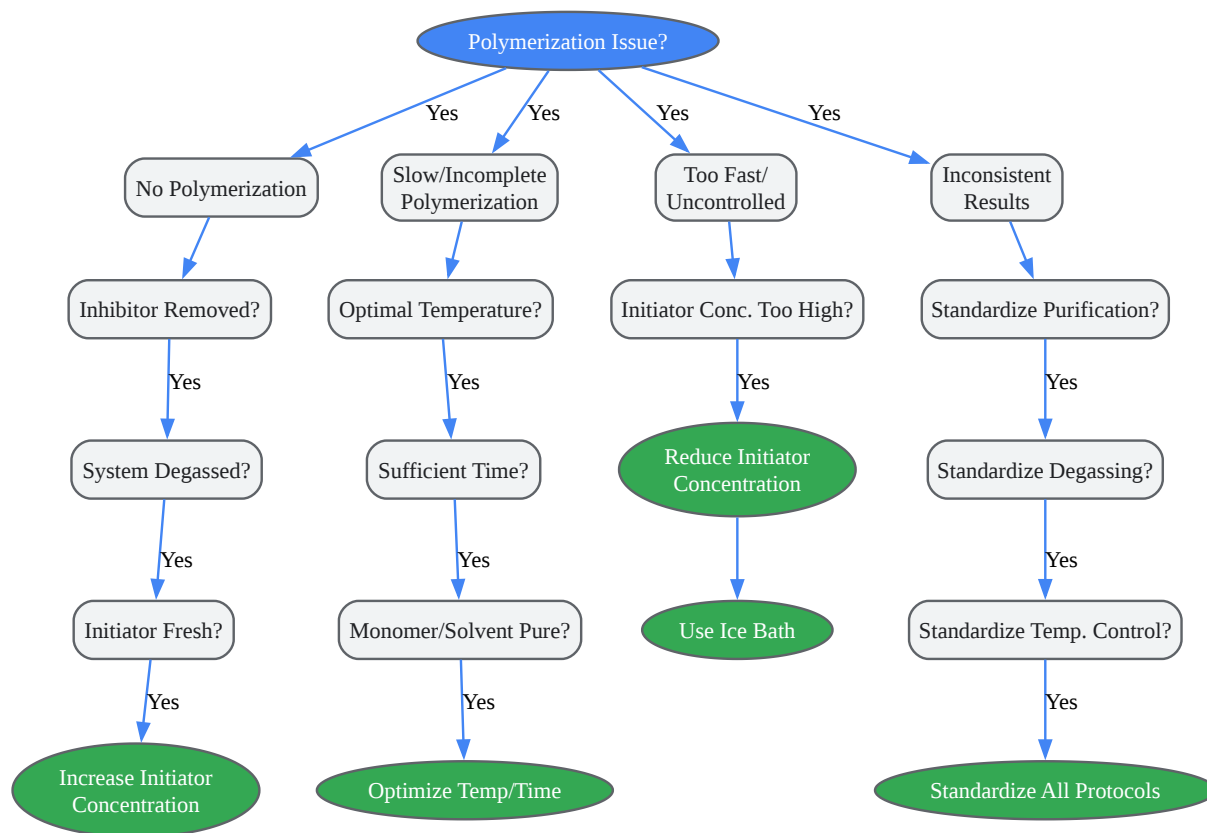 Polymerization Issue?
Yes
Yes
Yes
Yes
No Polymerization
Slow/Incomplete
Polymerization
Too Fast/
Uncontrolled
Inconsistent
Results
Inhibitor Removed?
Optimal Temperature?
Initiator Conc. Too High?
Standardize Purification?
Yes
Yes
Yes
Yes
System Degassed?
Sufficient Time?
Reduce Initiator
Concentration
Standardize Degassing?
Yes
Yes
Yes
Initiator Fresh?
Monomer/Solvent Pure?
Use Ice Bath
Standardize Temp. Control?
Yes
Yes
Yes
Increase Initiator
Concentration
Optimize Temp/Time
Standardize All Protocols